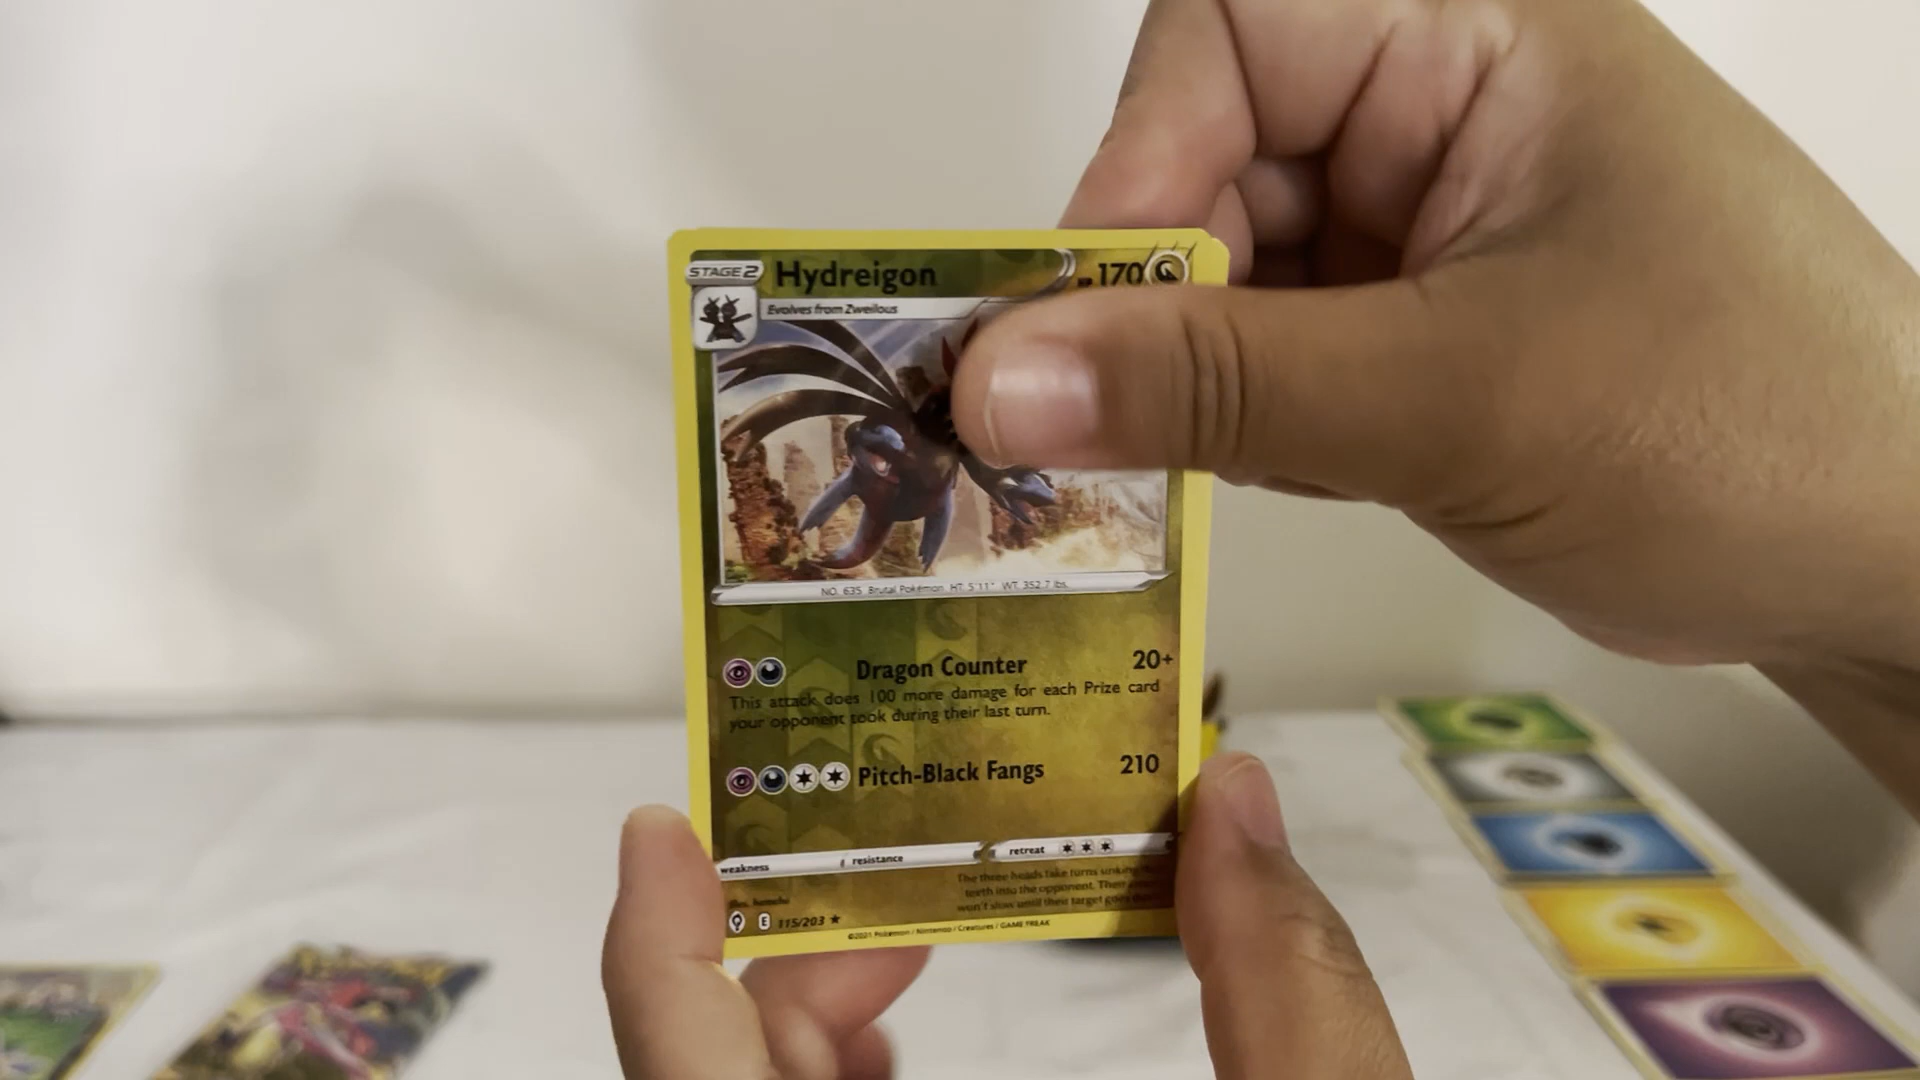 STAGE 2 Hydreigon HP 170
Evolves from Zweilous
NO. 635 Brutal Pokémon HT: 5'11" WT: 352.7 lbs.
Dragon Counter 20+
This attack does 100 more damage for each Prize card
your opponent took during their last turn.
Pitch-Black Fangs 210
weakness resistance retreat
The three heads take turns sinking
teeth into the opponent. Their
won't slow until their target goes
E 115/203
©2021 Pokémon / Nintendo / Creatures / GAME FREAK